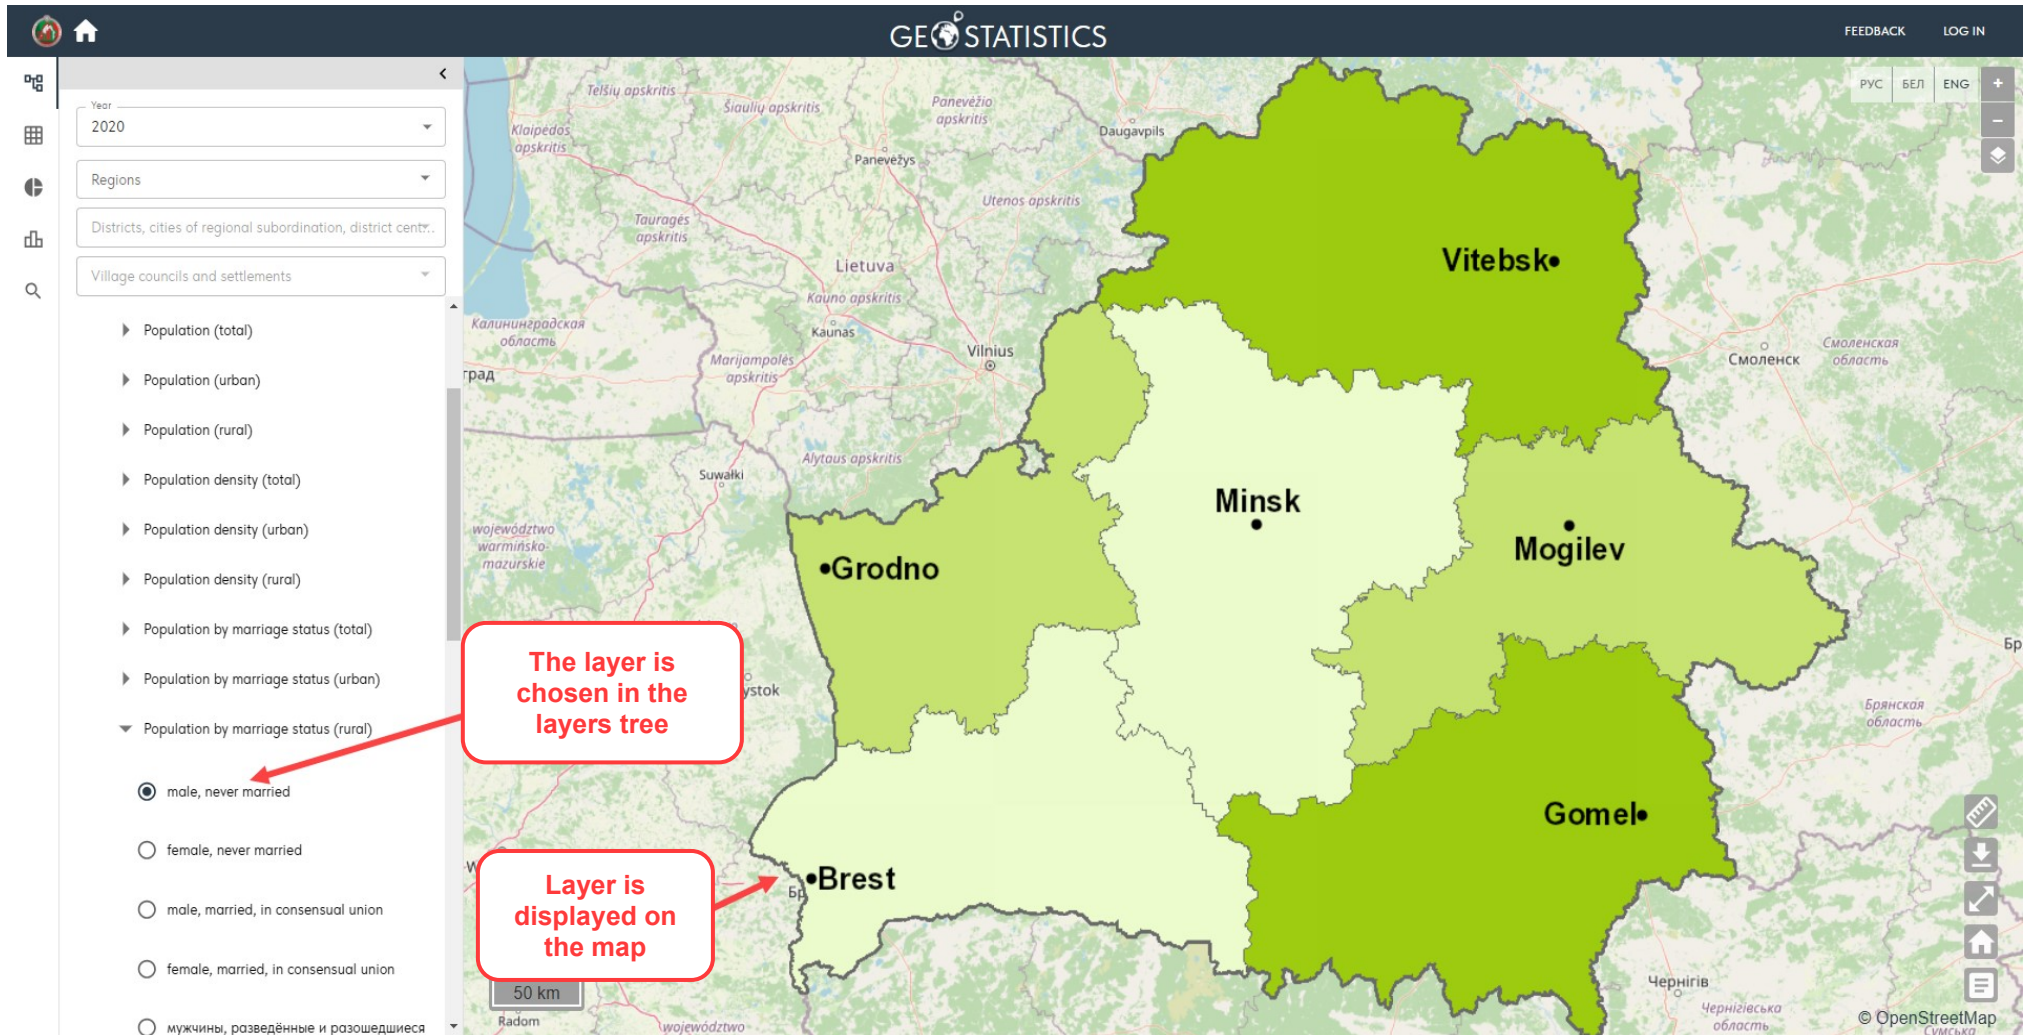 GEOSTATISTICS
FEEDBACK
LOG IN
РУС
БЕЛ
ENG
+
−
Year
2020
Regions
Districts, cities of regional subordination, district centr...
Village councils and settlements
Population (total)
Population (urban)
Population (rural)
Population density (total)
Population density (urban)
Population density (rural)
Population by marriage status (total)
Population by marriage status (urban)
Population by marriage status (rural)
male, never married
female, never married
male, married, in consensual union
female, married, in consensual union
мужчины, разведённые и разошедшиеся
The layer is
chosen in the
layers tree
Layer is
displayed on
the map
Telšių apskritis
Šiaulių apskritis
Panevėžio
apskritis
Klaipėdos
apskritis
Daugavpils
Panevėžys
Utenos apskritis
Tauragės
apskritis
Lietuva
Kauno apskritis
Калининградская
область
Kaunas
Vilnius
Marijampolės
apskritis
град
Смоленск
Смоленская
область
Alytaus apskritis
Suwałki
województwo
warmińsko-
mazurskie
ystok
Vitebsk
Minsk
Mogilev
Grodno
Gomel
Brest
Бр
Бр
Брянская
область
W
50 km
Radom
województwo
Чернігів
Чернігівська
область
Сумська
© OpenStreetMap